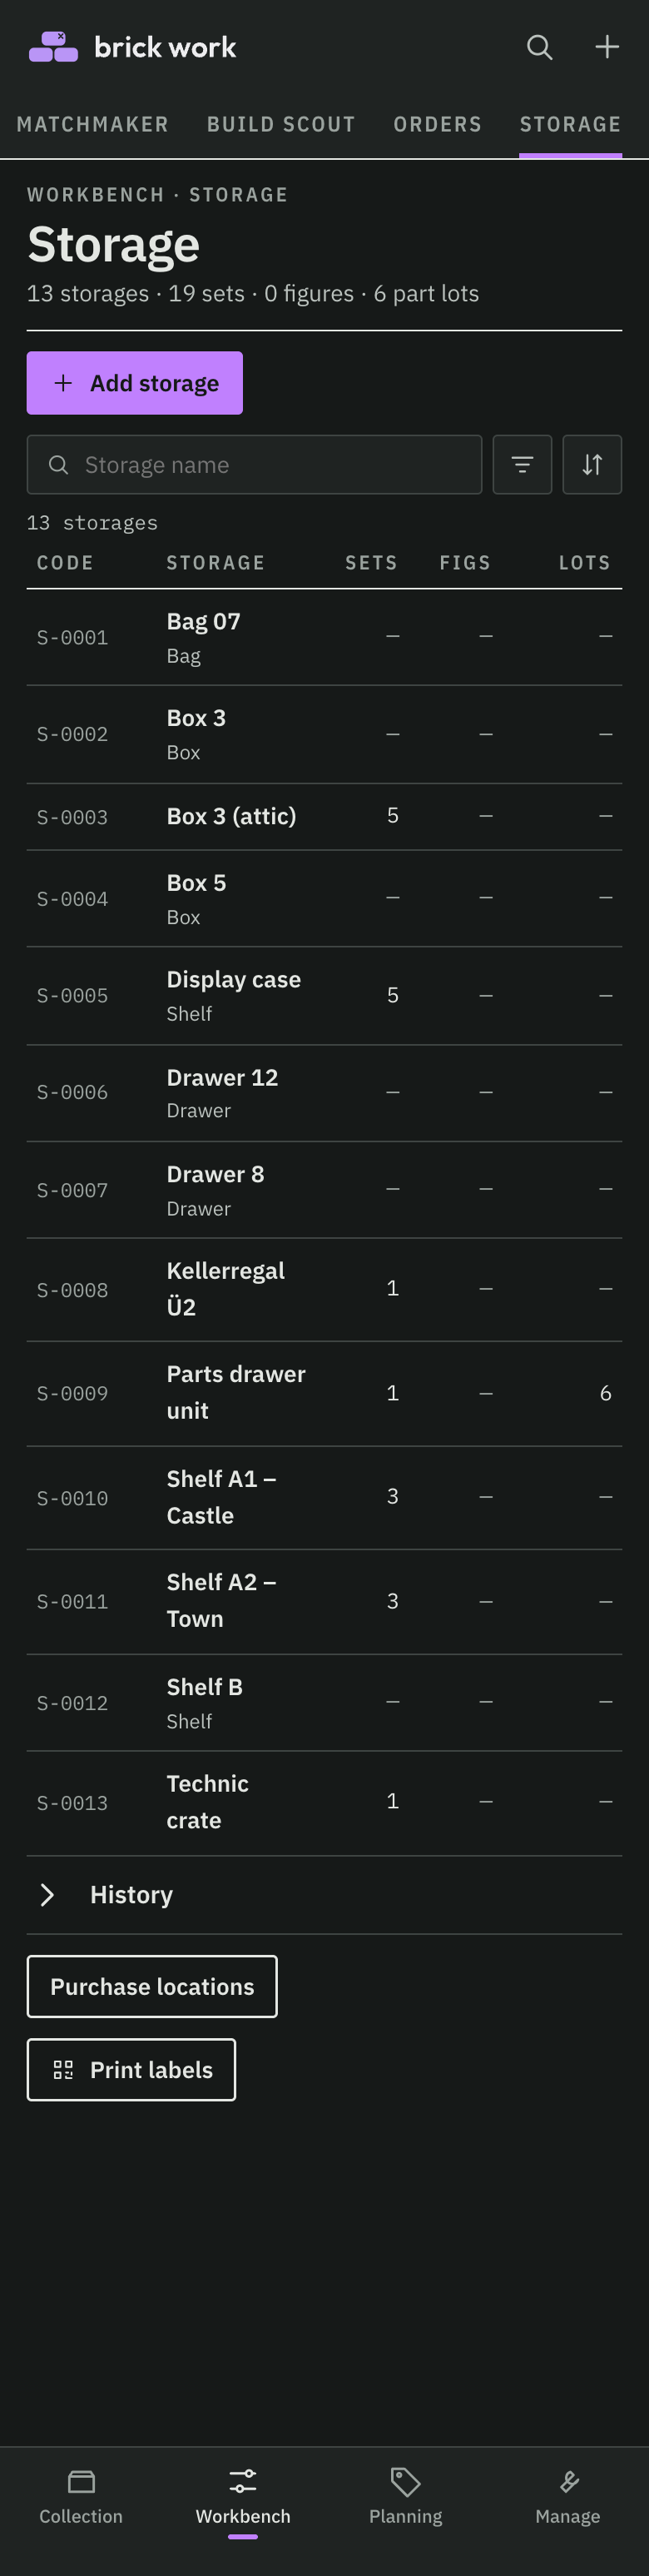 brick work
MATCHMAKER BUILD SCOUT ORDERS STORAGE
WORKBENCH · STORAGE
Storage
13 storages · 19 sets · 0 figures · 6 part lots
Add storage
Storage name
13 storages
CODE STORAGE SETS FIGS LOTS
S-0001 Bag 07 – – –
Bag
S-0002 Box 3 – – –
Box
S-0003 Box 3 (attic) 5 – –
S-0004 Box 5 – – –
Box
S-0005 Display case 5 – –
Shelf
S-0006 Drawer 12 – – –
Drawer
S-0007 Drawer 8 – – –
Drawer
S-0008 Kellerregal 1 – –
Ü2
S-0009 Parts drawer 1 – 6
unit
S-0010 Shelf A1 – 3 – –
Castle
S-0011 Shelf A2 – 3 – –
Town
S-0012 Shelf B – – –
Shelf
S-0013 Technic 1 – –
crate
History
Purchase locations
Print labels
Collection Workbench Planning Manage